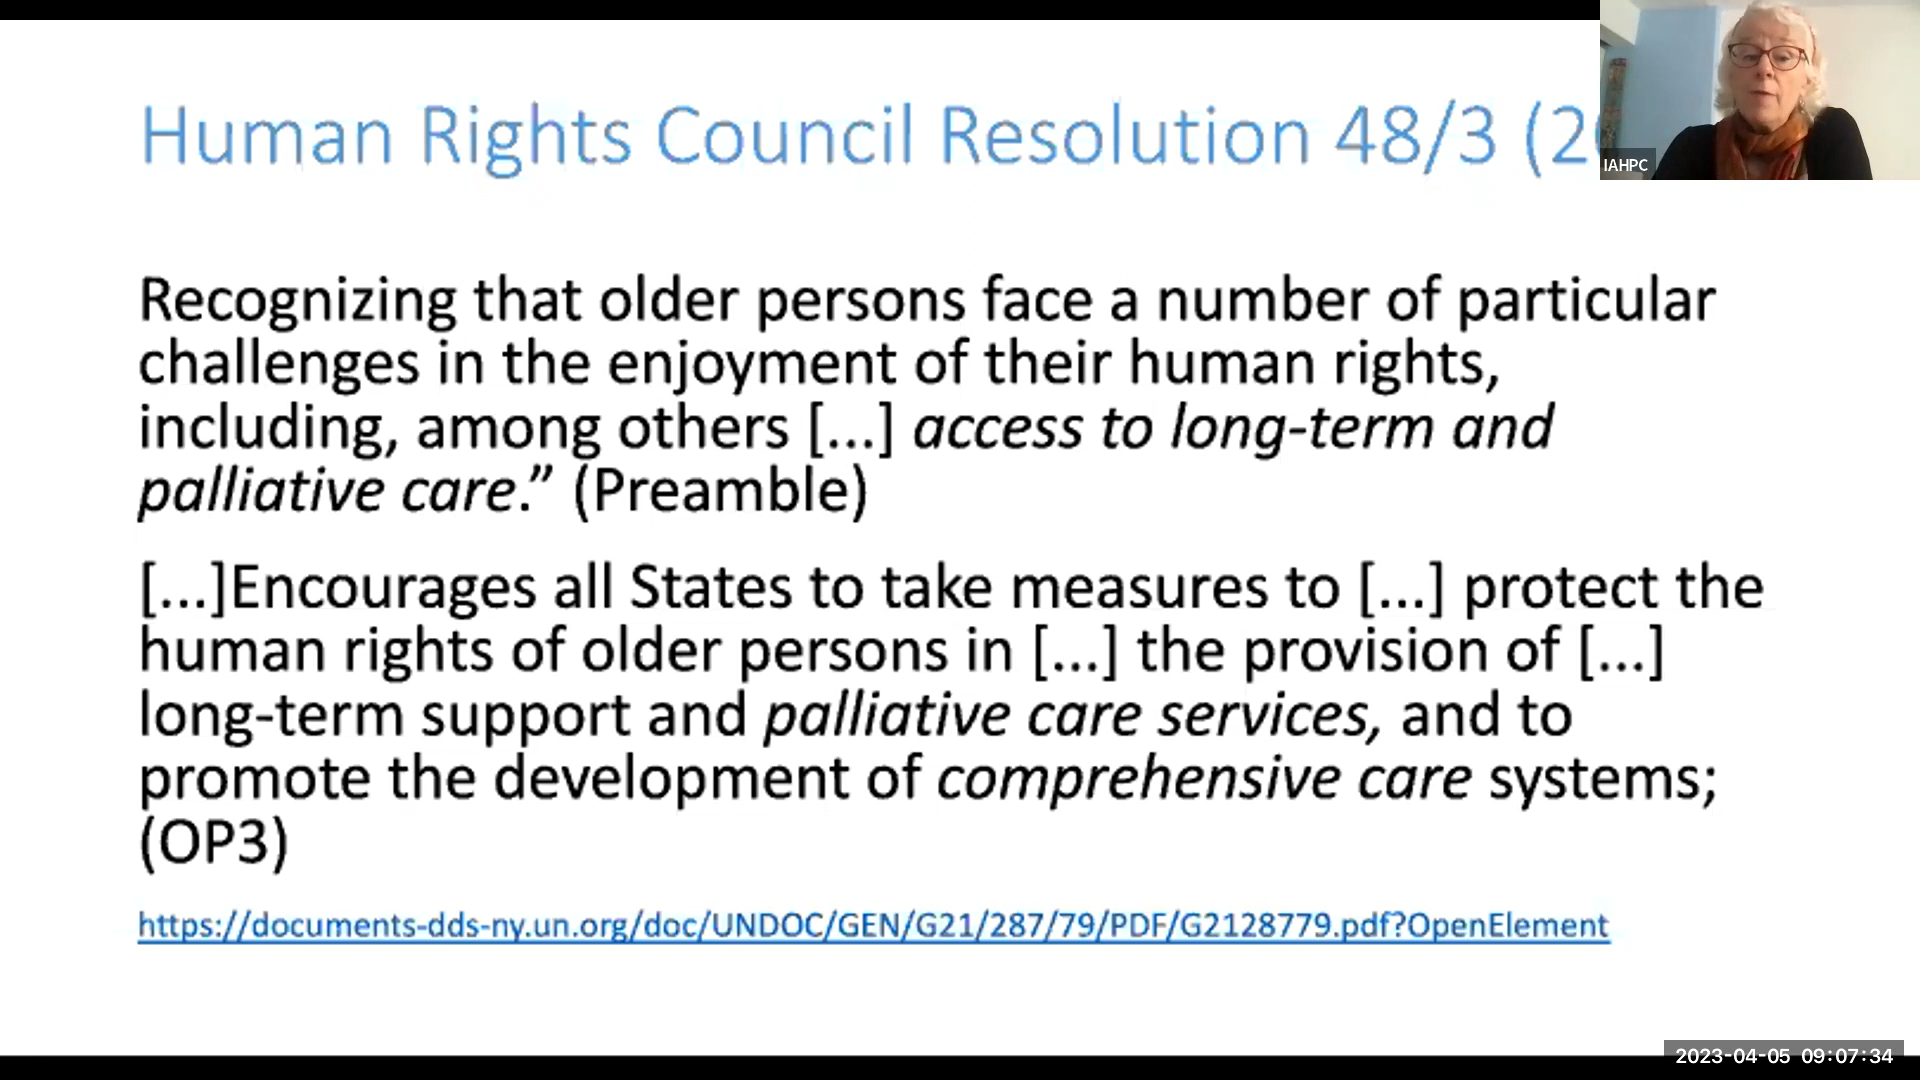 Human Rights Council Resolution 48/3 (2
IAHPC
Recognizing that older persons face a number of particular
challenges in the enjoyment of their human rights,
including, among others [...] access to long-term and
palliative care.” (Preamble)
[...]Encourages all States to take measures to [...] protect the
human rights of older persons in [...] the provision of [...]
long-term support and palliative care services, and to
promote the development of comprehensive care systems;
(OP3)
https://documents-dds-ny.un.org/doc/UNDOC/GEN/G21/287/79/PDF/G2128779.pdf?OpenElement
2023-04-05 09:07:34